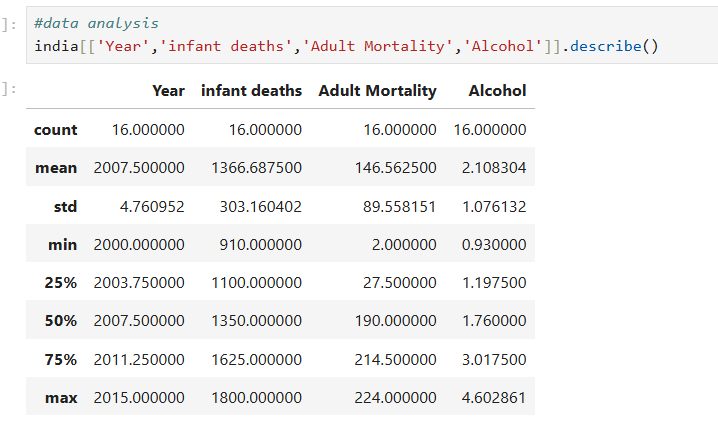 ]: #data analysis
india[['Year','infant deaths','Adult Mortality','Alcohol']].describe()
]: Year infant deaths Adult Mortality Alcohol
count 16.000000 16.000000 16.000000 16.000000
mean 2007.500000 1366.687500 146.562500 2.108304
std 4.760952 303.160402 89.558151 1.076132
min 2000.000000 910.000000 2.000000 0.930000
25% 2003.750000 1100.000000 27.500000 1.197500
50% 2007.500000 1350.000000 190.000000 1.760000
75% 2011.250000 1625.000000 214.500000 3.017500
max 2015.000000 1800.000000 224.000000 4.602861